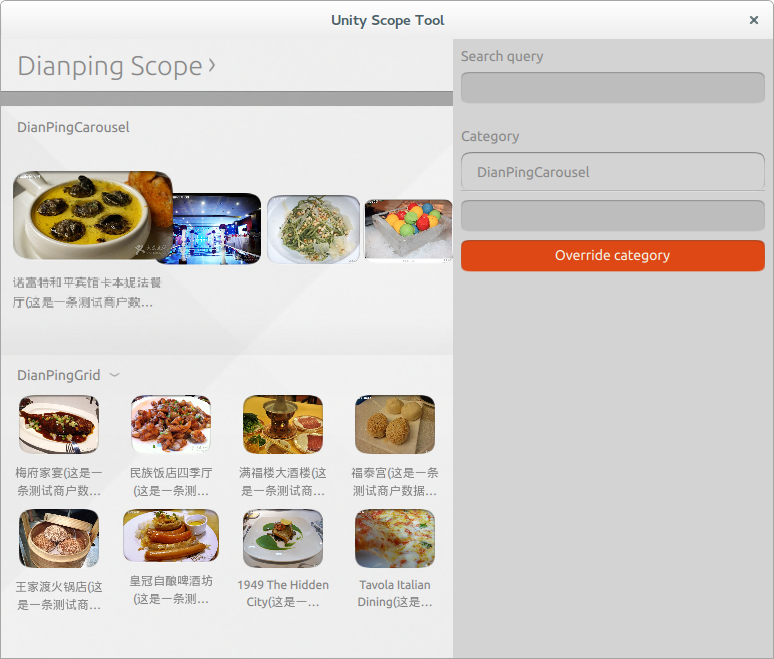 Unity Scope Tool
Dianping Scope
DianPingCarousel
诺富特和平宾馆卡本妮法餐
厅(这是一条测试商户数...
DianPingGrid
梅府家宴(这是一
条测试商户数...
民族饭店四季厅
(这是一条测...
满福楼大酒楼(这
是一条测试商...
福泰宫(这是一条
测试商户数据...
王家渡火锅店(这
是一条测试商...
皇冠自酿啤酒坊
(这是一条测...
1949 The Hidden
City(这是一...
Tavola Italian
Dining(这是...
Search query
Category
DianPingCarousel
Override category